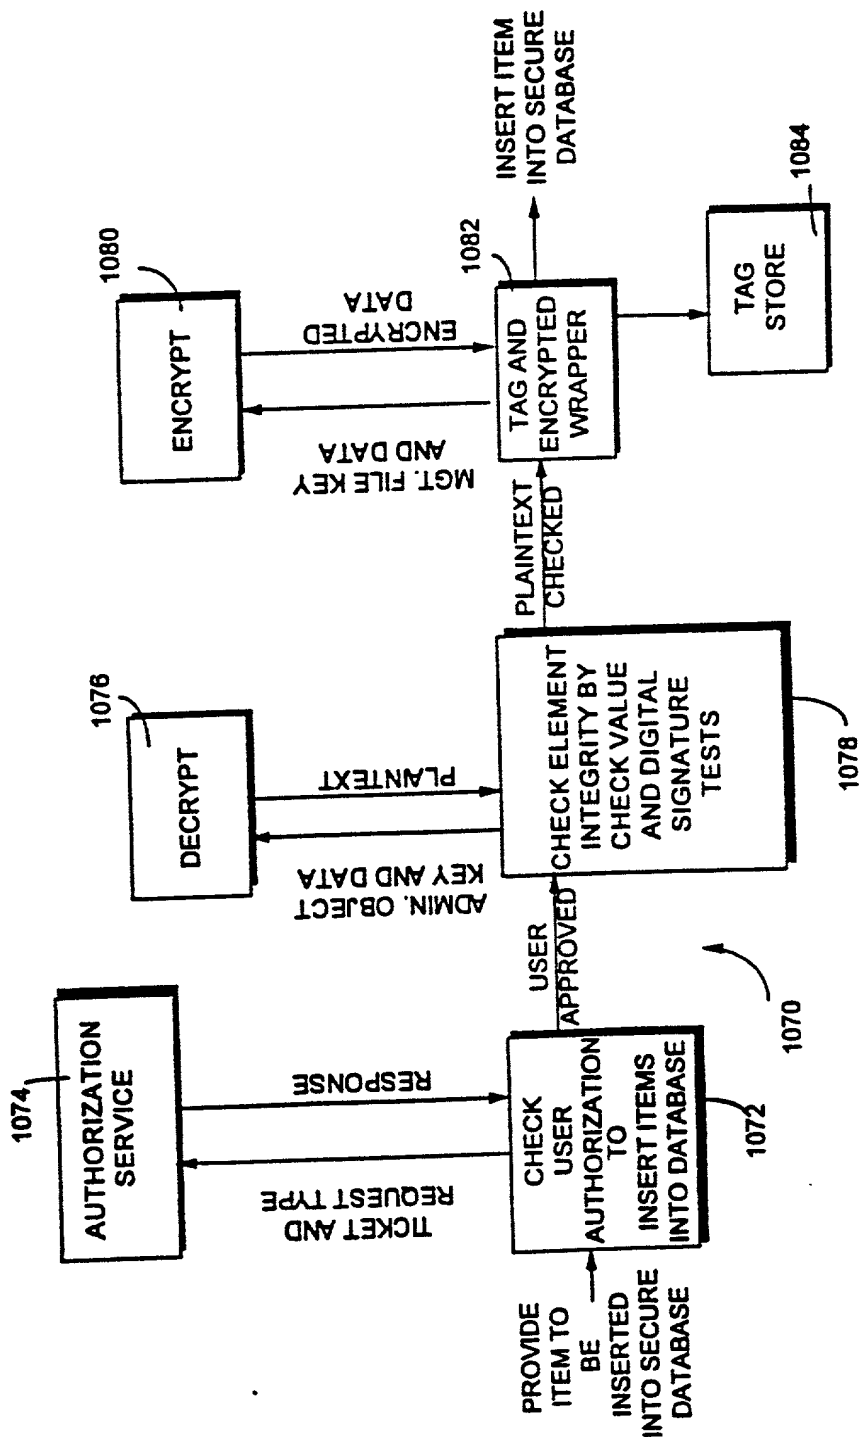 PROVIDE
ITEM TO
BE
INSERTED
INTO SECURE
DATABASE
CHECK
USER
AUTHORIZATION
TO
INSERT ITEMS
INTO DATABASE
1072
TICKET AND
REQUEST TYPE
RESPONSE
AUTHORIZATION
SERVICE
1074
USER
APPROVED
1070
CHECK ELEMENT
INTEGRITY BY
CHECK VALUE
AND DIGITAL
SIGNATURE
TESTS
1078
ADMIN. OBJECT
KEY AND DATA
PLAINTEXT
DECRYPT
1076
PLAINTEXT
CHECKED
TAG AND
ENCRYPTED
WRAPPER
1082
MGT. FILE KEY
AND DATA
ENCRYPTED
DATA
ENCRYPT
1080
TAG
STORE
1084
INSERT ITEM
INTO SECURE
DATABASE